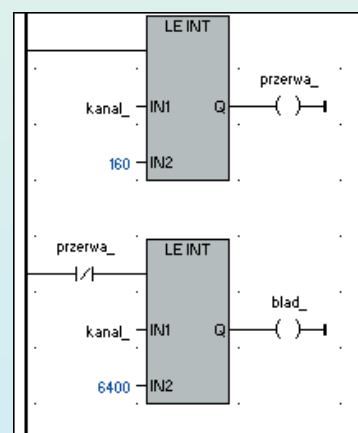 LE INT
przerwa_
kanal_ IN1 Q
160 IN2
przerwa_
LE INT
blad_
kanal_ IN1 Q
6400 IN2